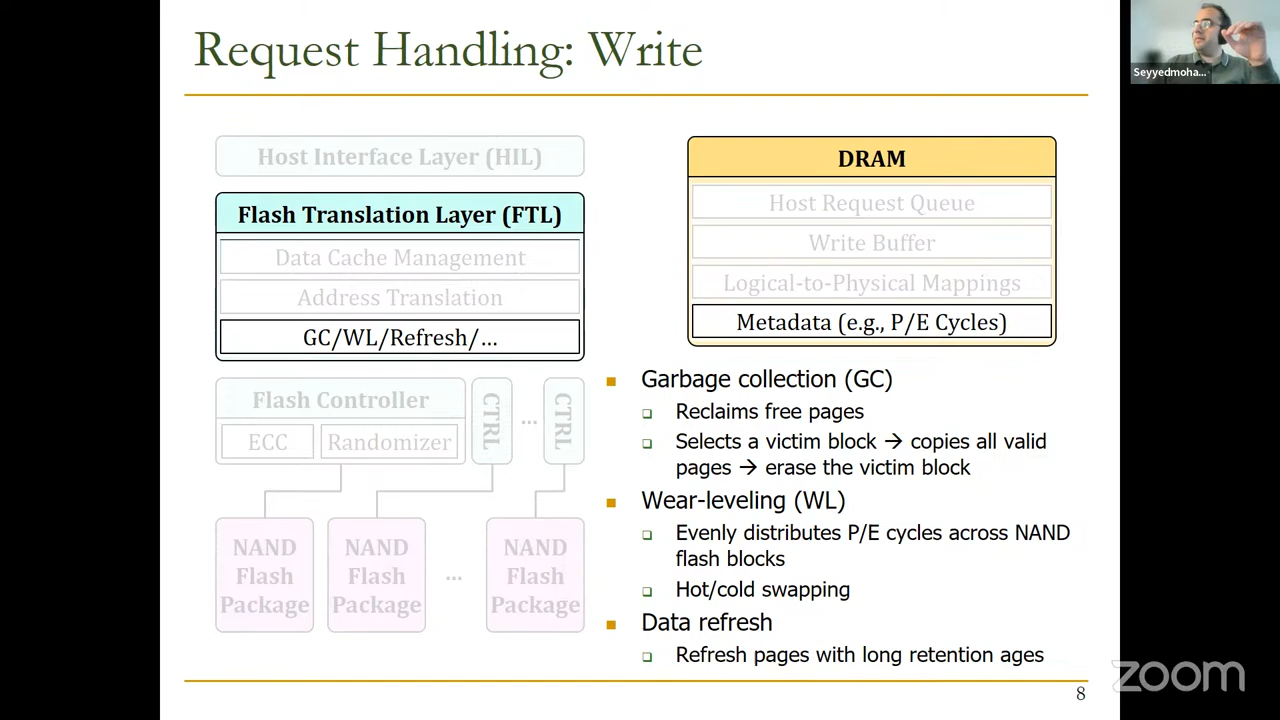 Request Handling: Write
Seyyedmoha...
Host Interface Layer (HIL)
Flash Translation Layer (FTL)
Data Cache Management
Address Translation
GC/WL/Refresh/...
Flash Controller
ECC
Randomizer
CTRL
...
CTRL
NAND
Flash
Package
NAND
Flash
Package
...
NAND
Flash
Package
DRAM
Host Request Queue
Write Buffer
Logical-to-Physical Mappings
Metadata (e.g., P/E Cycles)
Garbage collection (GC)
Reclaims free pages
Selects a victim block → copies all valid
pages → erase the victim block
Wear-leveling (WL)
Evenly distributes P/E cycles across NAND
flash blocks
Hot/cold swapping
Data refresh
Refresh pages with long retention ages
8
zoom